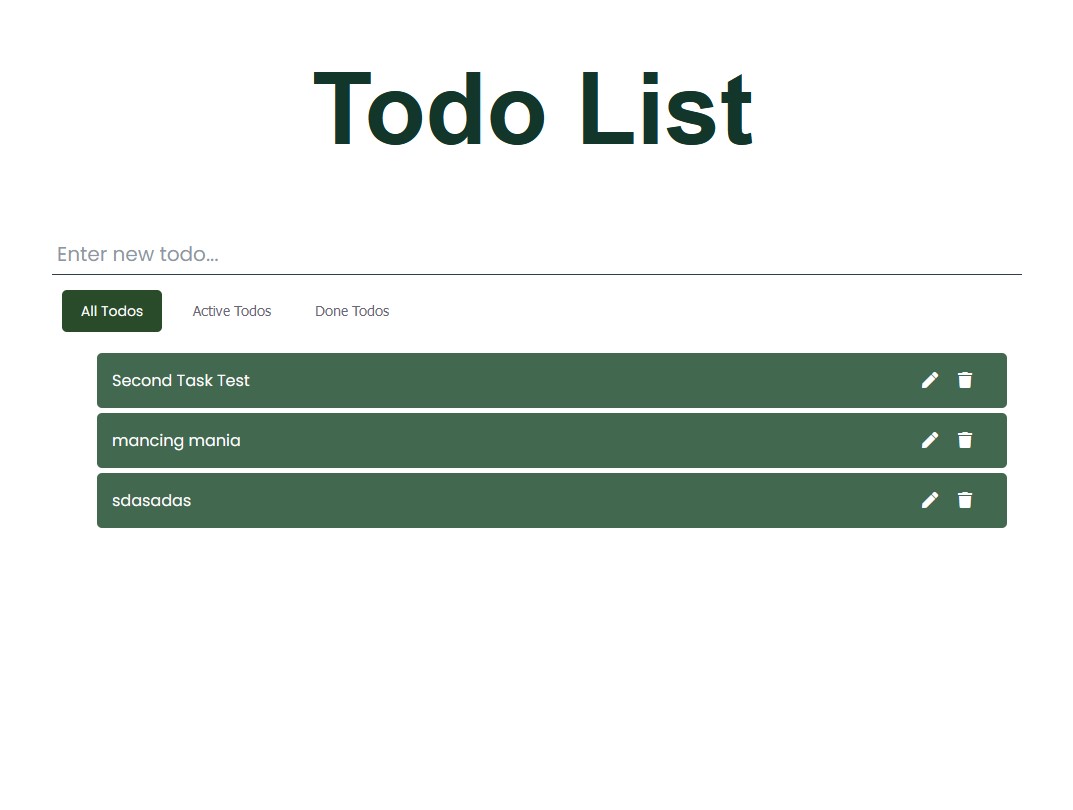 Todo List
Enter new todo...
All Todos Active Todos Done Todos
Second Task Test
mancing mania
sdasadas